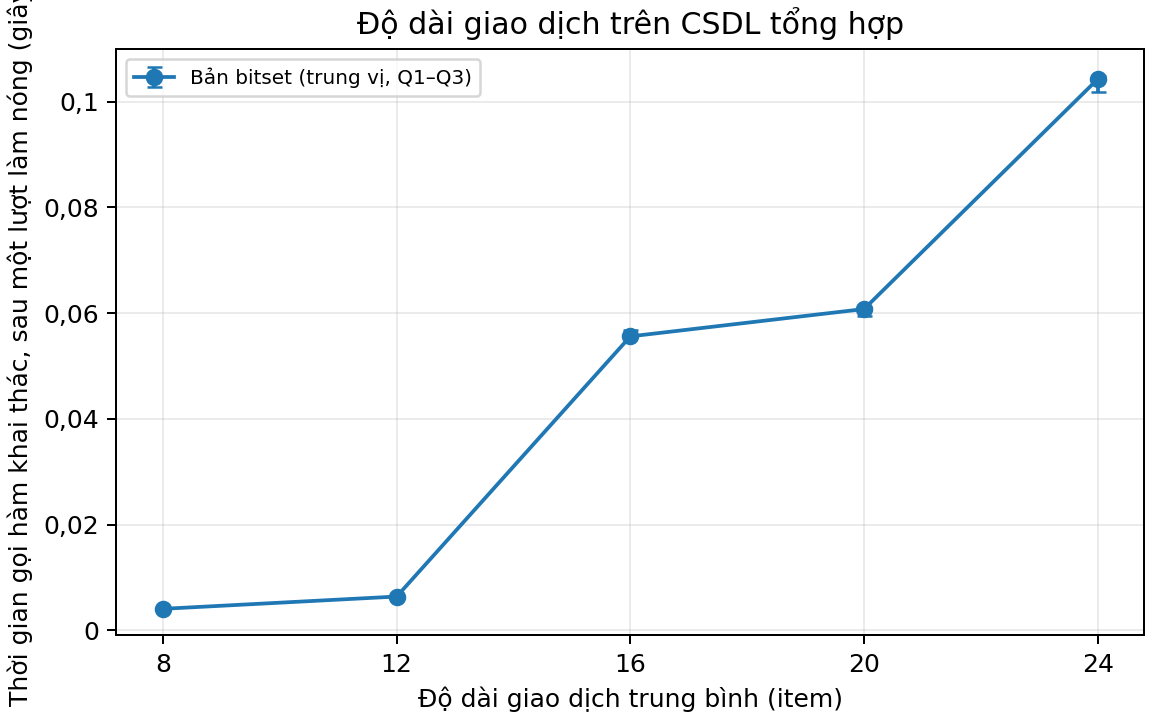 Độ dài giao dịch trên CSDL tổng hợp
Bản bitset (trung vị, Q1–Q3)
Thời gian gọi hàm khai thác, sau một lượt làm nóng (giây
0,1
0,08
0,06
0,04
0,02
0
8 12 16 20 24
Độ dài giao dịch trung bình (item)